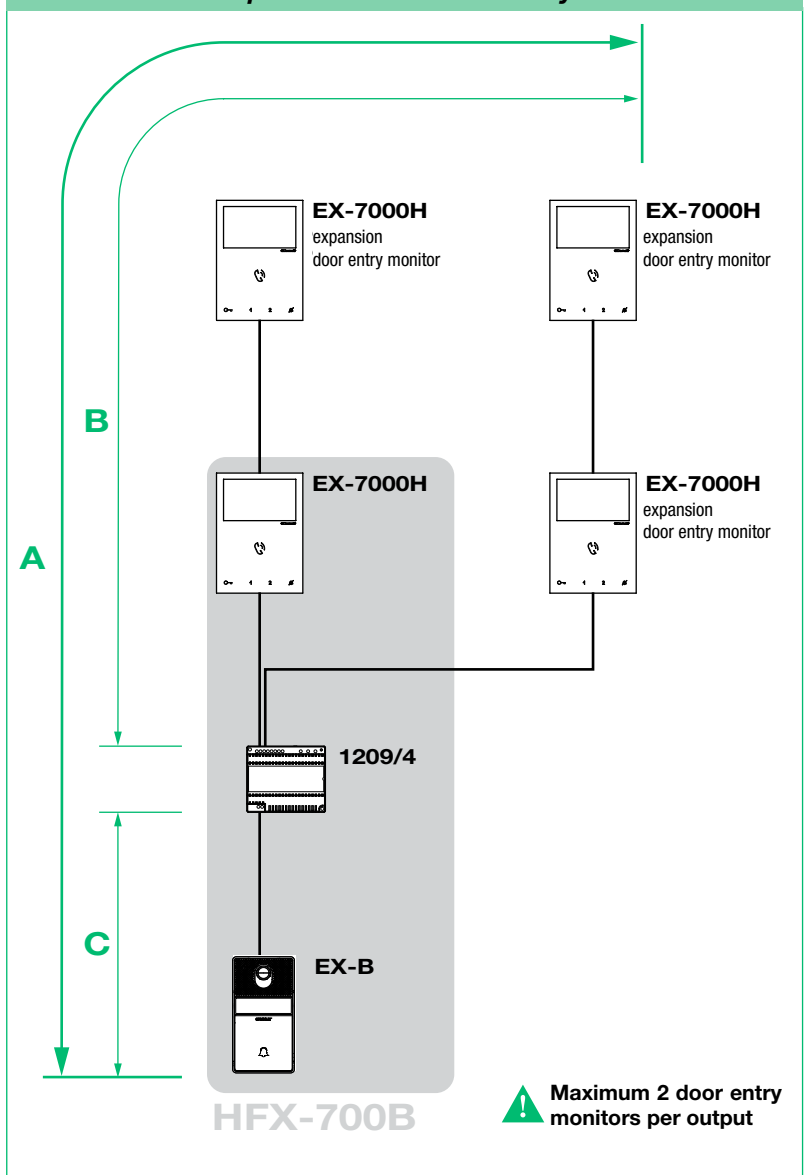 EX-7000H
expansion
door entry monitor
EX-7000H
expansion
door entry monitor
B
EX-7000H
EX-7000H
expansion
door entry monitor
A
1209/4
C
EX-B
HFX-700B
Maximum 2 door entry
monitors per output